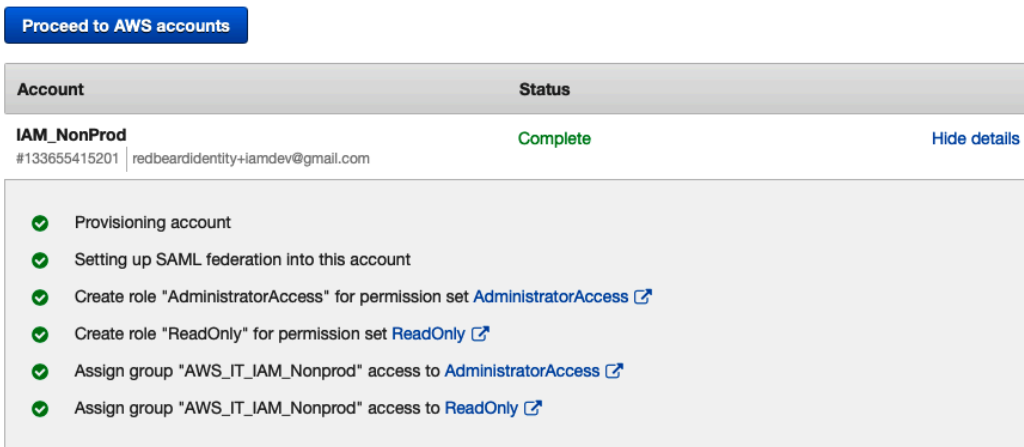 Proceed to AWS accounts
Account Status
IAM_NonProd Complete Hide details
#133655415201 redbeardidentity+iamdev@gmail.com
Provisioning account
Setting up SAML federation into this account
Create role "AdministratorAccess" for permission set AdministratorAccess
Create role "ReadOnly" for permission set ReadOnly
Assign group "AWS_IT_IAM_Nonprod" access to AdministratorAccess
Assign group "AWS_IT_IAM_Nonprod" access to ReadOnly